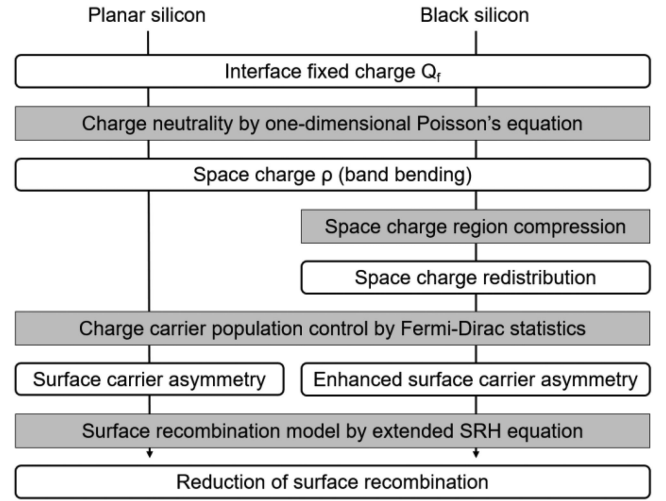 Planar silicon
Black silicon
Interface fixed charge Qf
Charge neutrality by one-dimensional Poisson's equation
Space charge ρ (band bending)
Space charge region compression
Space charge redistribution
Charge carrier population control by Fermi-Dirac statistics
Surface carrier asymmetry
Enhanced surface carrier asymmetry
Surface recombination model by extended SRH equation
Reduction of surface recombination